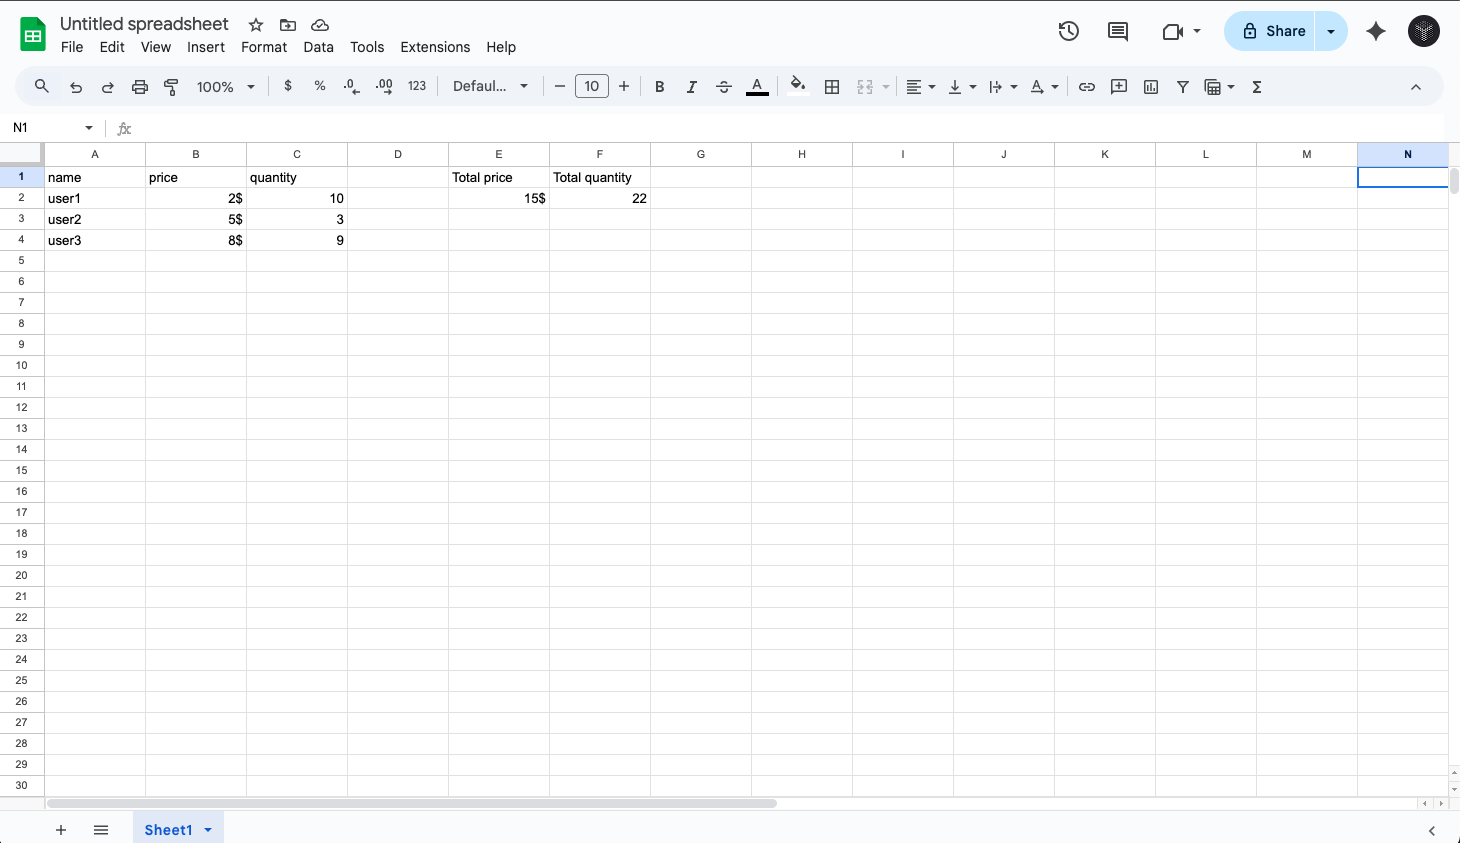 Untitled spreadsheet
File Edit View Insert Format Data Tools Extensions Help
Share
100% $ % .0 .00 123 Defaul... 10 B I A A
N1 fx
A B C D E F G H I J K L M N
1 name price quantity Total price Total quantity
2 user1 2$ 10 15$ 22
3 user2 5$ 3
4 user3 8$ 9
5
6
7
8
9
10
11
12
13
14
15
16
17
18
19
20
21
22
23
24
25
26
27
28
29
30
Sheet1